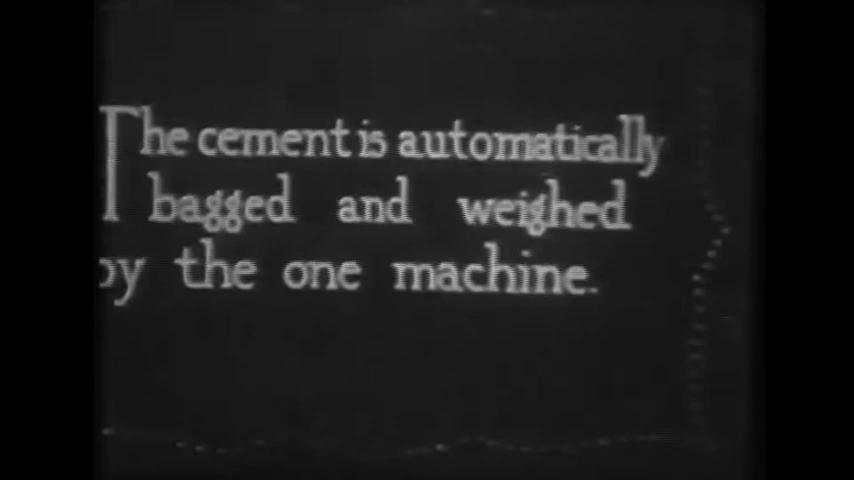 The cement is automatically
bagged and weighed
by the one machine.